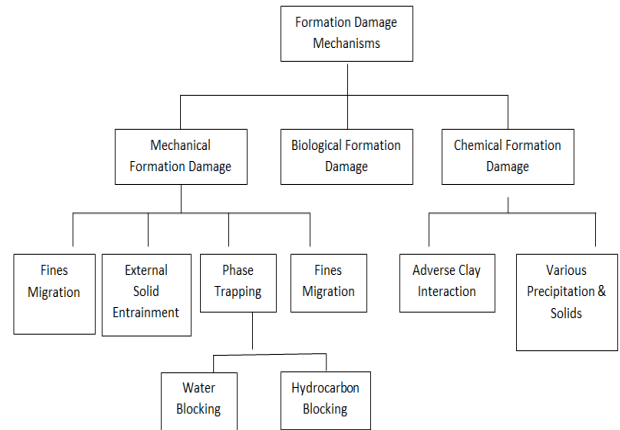 Formation Damage
Mechanisms
Mechanical
Formation Damage
Biological Formation
Damage
Chemical Formation
Damage
Fines
Migration
External
Solid
Entrainment
Phase
Trapping
Fines
Migration
Adverse Clay
Interaction
Various
Precipitation &
Solids
Water
Blocking
Hydrocarbon
Blocking